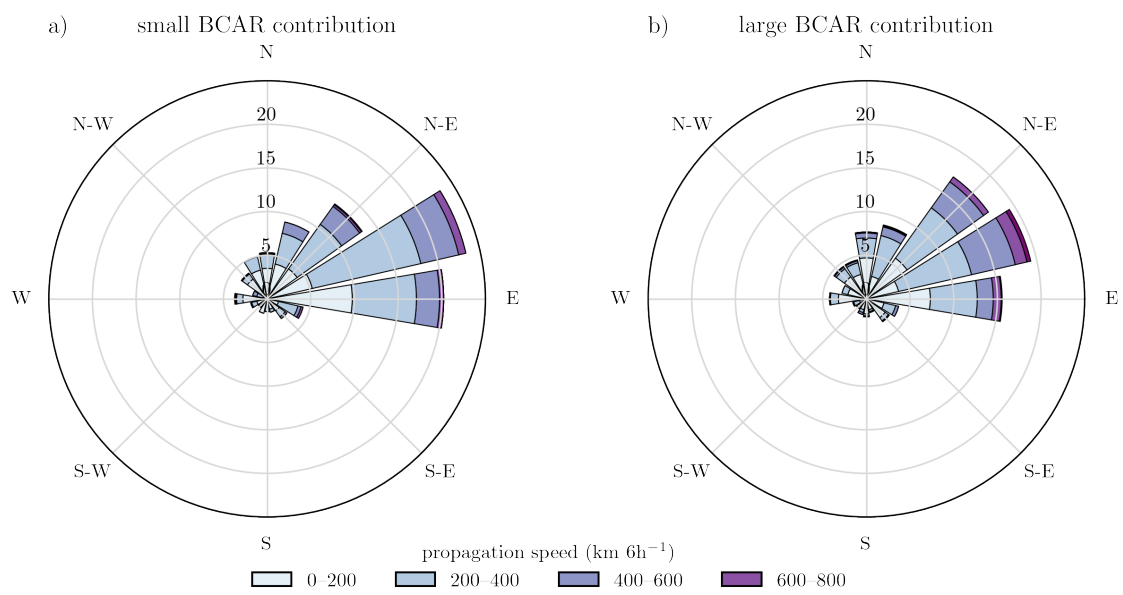 a) small BCAR contribution
N
N-W
N-E
20
15
10
5
W
E
S-W
S-E
S
b) large BCAR contribution
N
N-W
N-E
20
15
10
5
W
E
S-W
S-E
S
propagation speed (km 6h⁻¹)
0–200 200–400 400–600 600–800